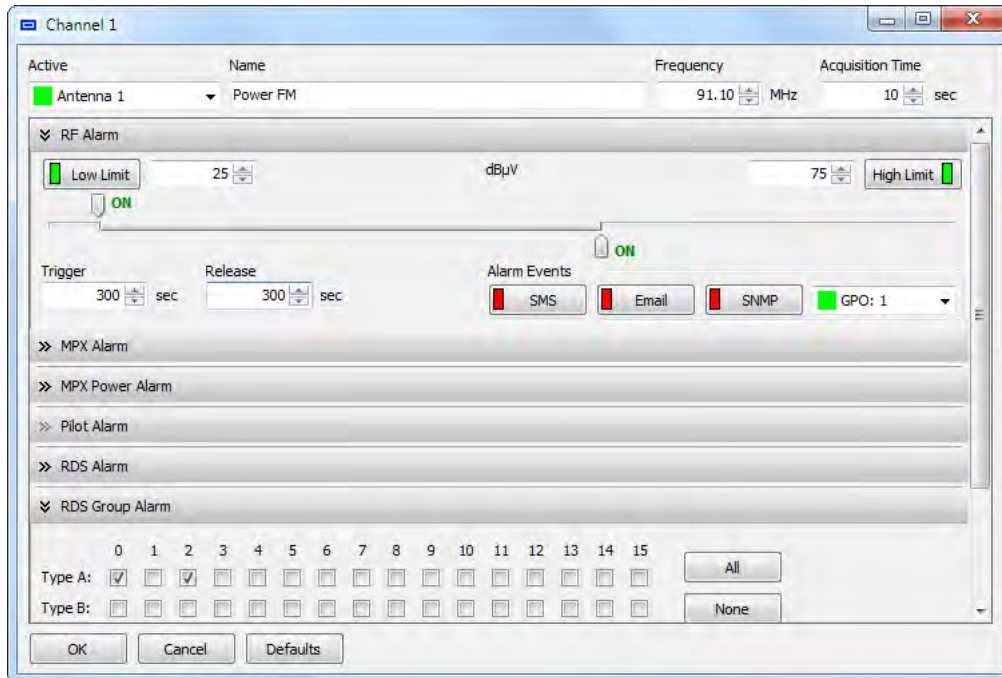 Channel 1
Active Name Frequency Acquisition Time
Antenna 1 Power FM 91.10 MHz 10 sec
RF Alarm
Low Limit 25 dBµV 75 High Limit
ON
ON
Trigger Release Alarm Events
300 sec 300 sec SMS Email SNMP GPO: 1
MPX Alarm
MPX Power Alarm
Pilot Alarm
RDS Alarm
RDS Group Alarm
0 1 2 3 4 5 6 7 8 9 10 11 12 13 14 15
Type A: All
Type B: None
OK Cancel Defaults